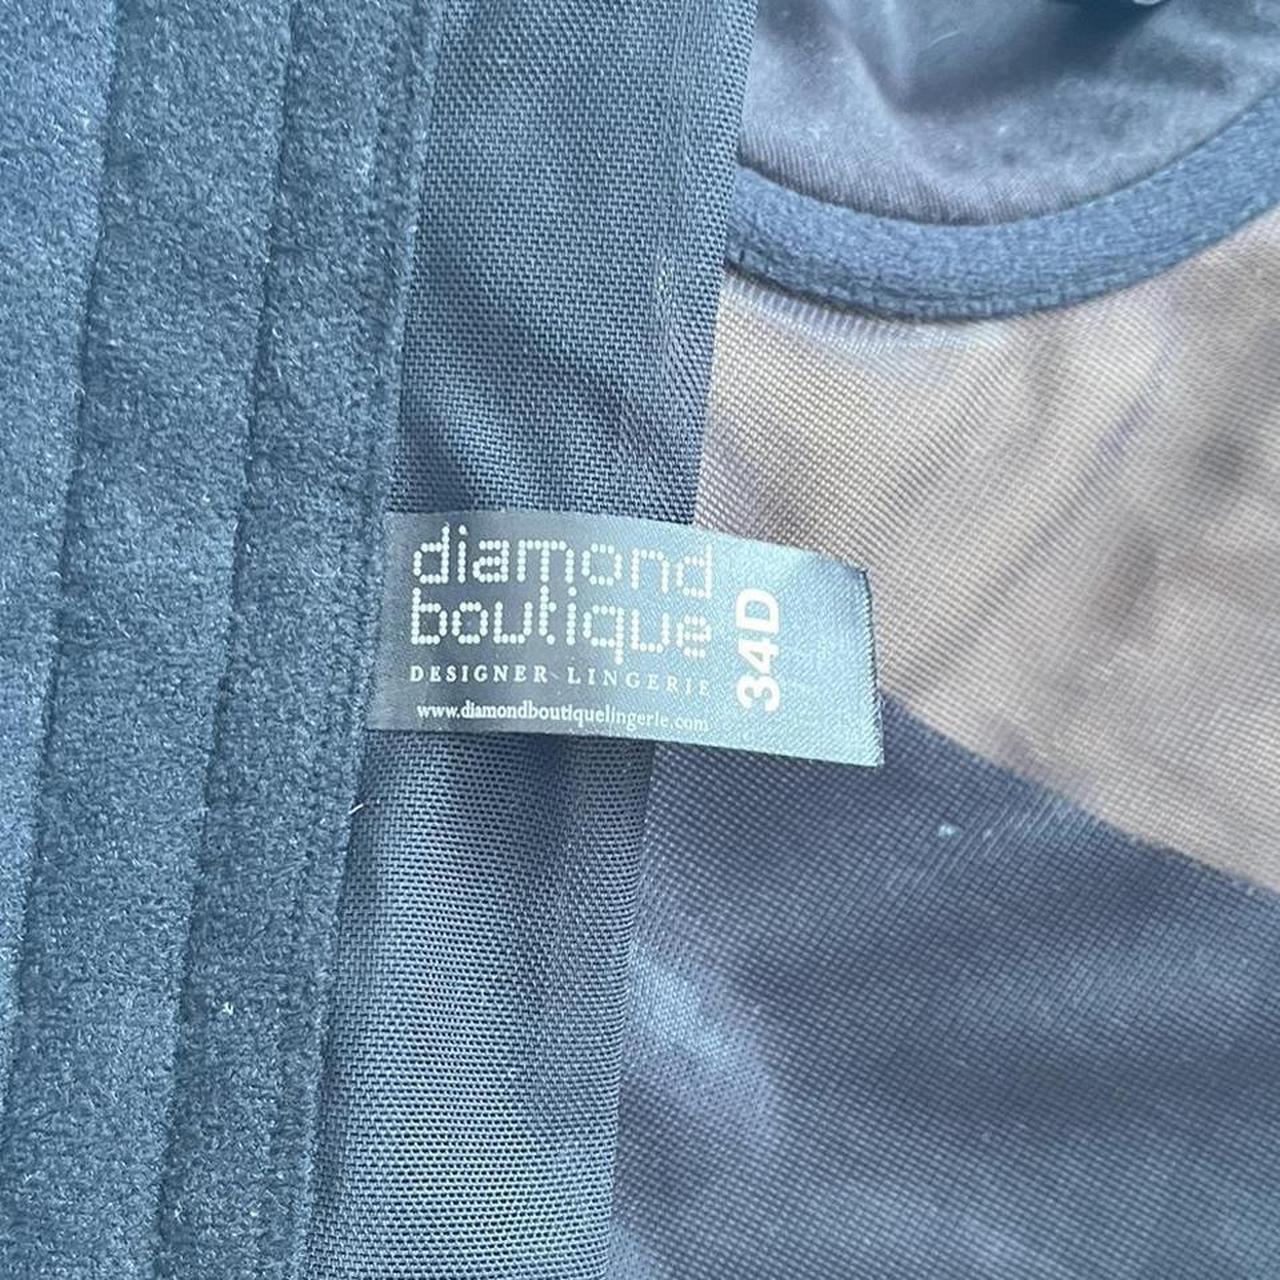 diamond
boutique
DESIGNER LINGERIE
www.diamondboutiquelingerie.com
34D